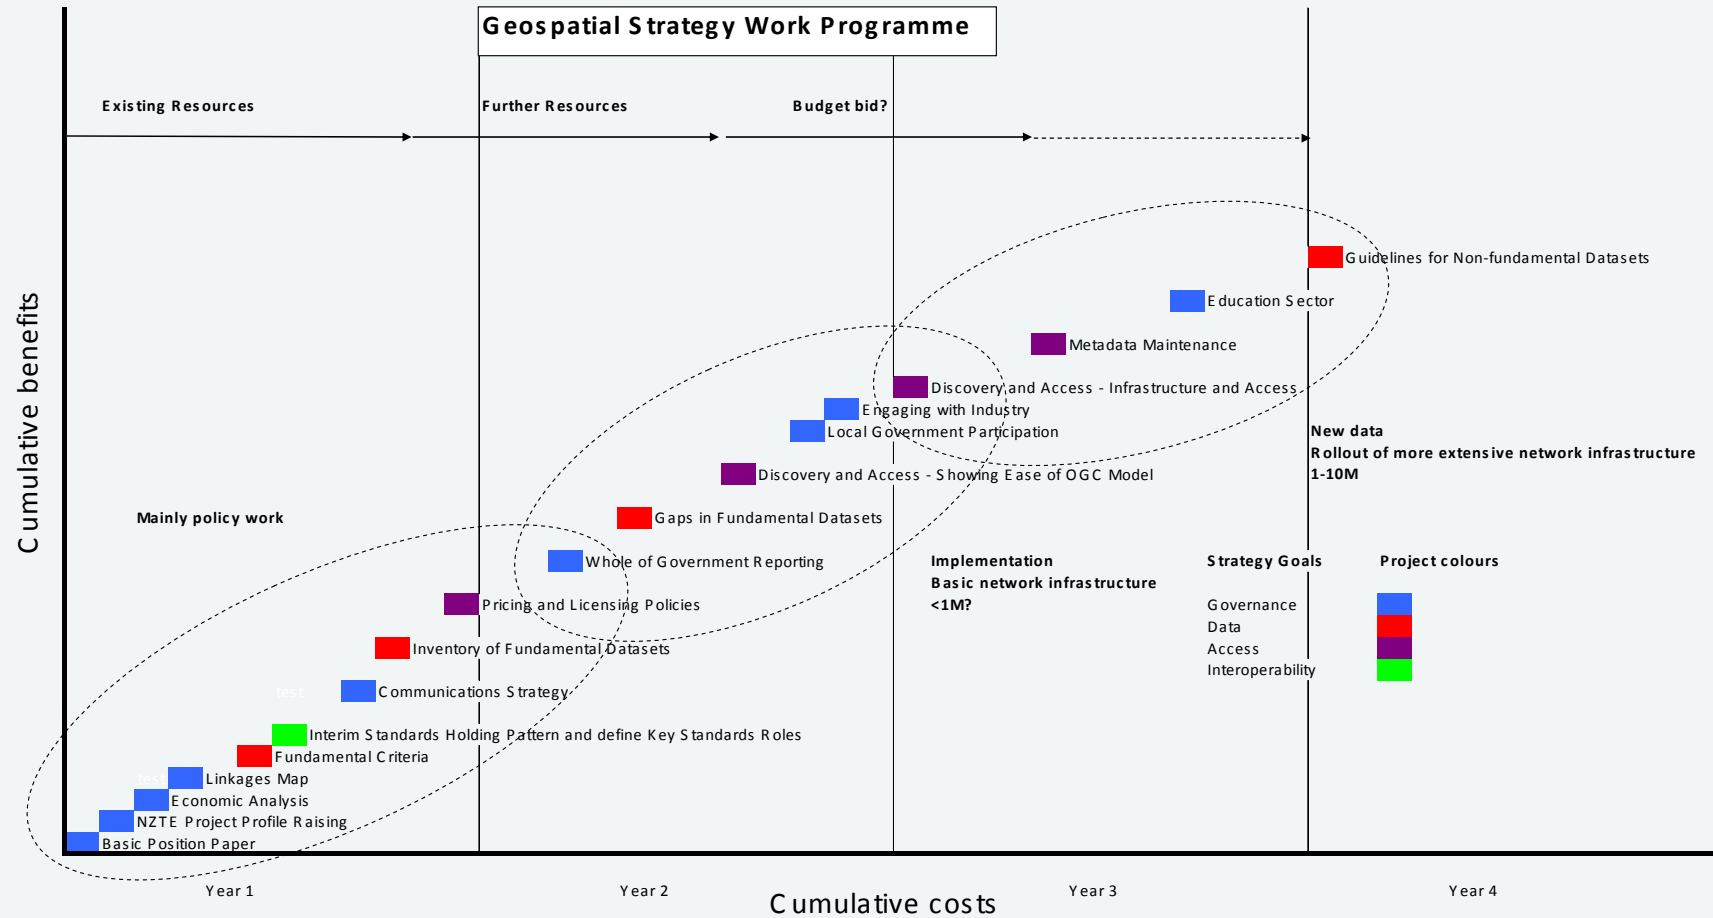 Geospatial Strategy Work Programme
Existing Resources
Further Resources
Budget bid?
Guidelines for Non-fundamental Datasets
Education Sector
Metadata Maintenance
Discovery and Access - Infrastructure and Access
Engaging with Industry
Local Government Participation
New data
Rollout of more extensive network infrastructure
1-10M
Discovery and Access - Showing Ease of OGC Model
Mainly policy work
Gaps in Fundamental Datasets
Whole of Government Reporting
Implementation
Basic network infrastructure
<1M?
Strategy Goals
Project colours
Governance
Data
Access
Interoperability
Pricing and Licensing Policies
Inventory of Fundamental Datasets
test
Communications Strategy
Interim Standards Holding Pattern and define Key Standards Roles
Fundamental Criteria
test
Linkages Map
Economic Analysis
NZTE Project Profile Raising
Basic Position Paper
Cumulative benefits
Year 1
Year 2
Year 3
Year 4
Cumulative costs